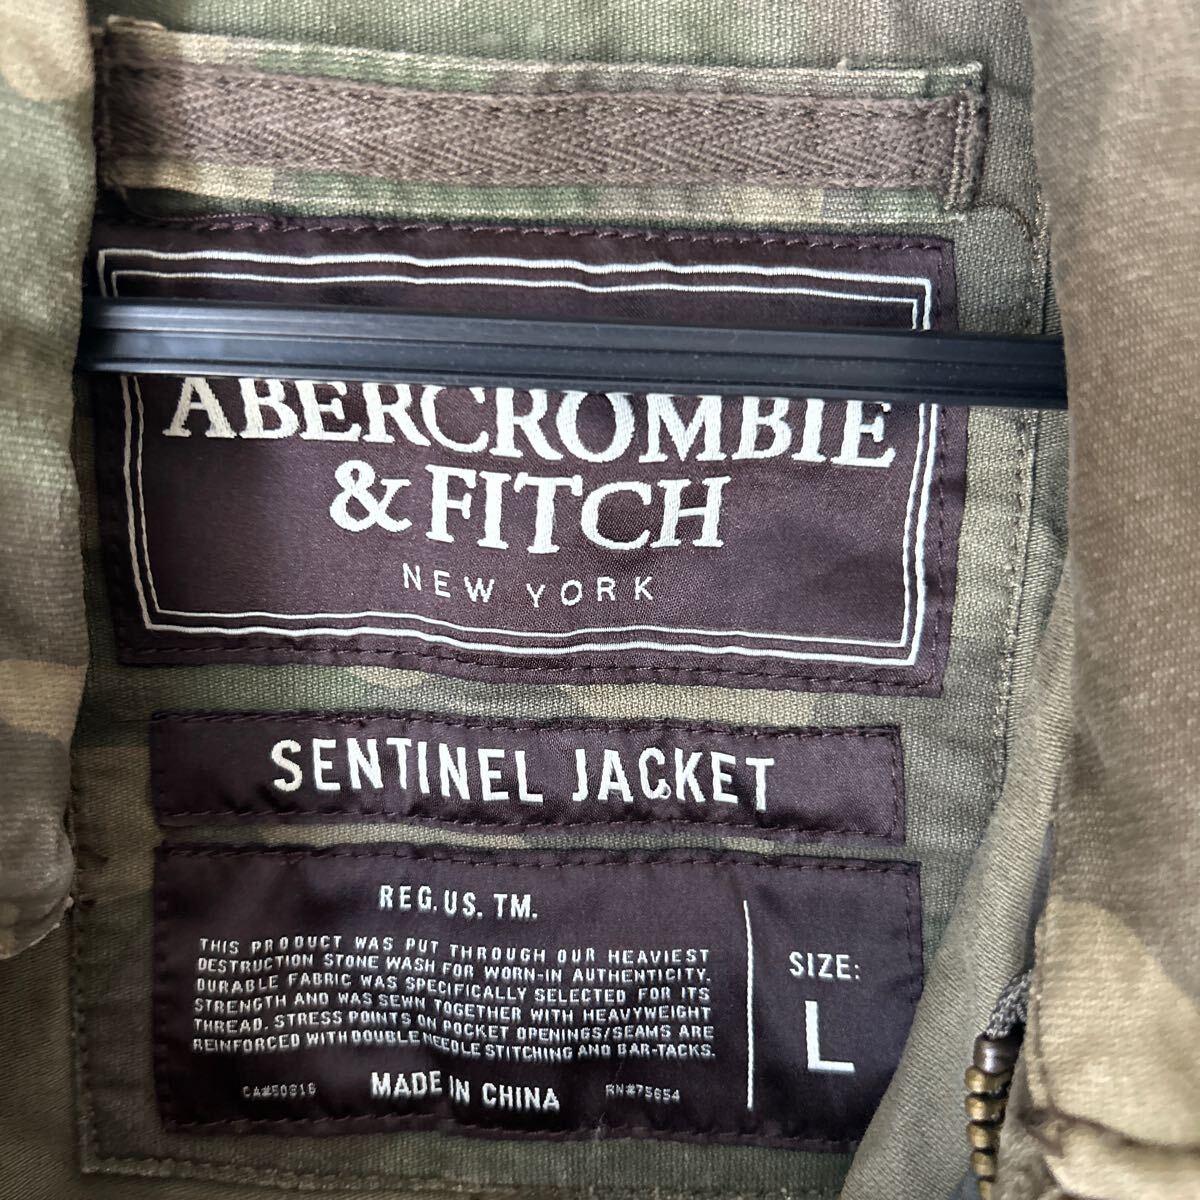 ABERCROMBIE
& FITCH
NEW YORK
SENTINEL JACKET
REG. US. TM.
THIS PRODUCT WAS PUT THROUGH OUR HEAVIEST
DESTRUCTION STONE WASH FOR WORN-IN AUTHENTICITY.
DURABLE FABRIC WAS SPECIFICALLY SELECTED FOR ITS
STRENGTH AND WAS SEWN TOGETHER WITH HEAVYWEIGHT
THREAD. STRESS POINTS ON POCKET OPENINGS/SEAMS ARE
REINFORCED WITH DOUBLE NEEDLE STITCHING AND BAR-TACKS.
CA#50816 MADE IN CHINA RN#75654
SIZE:
L